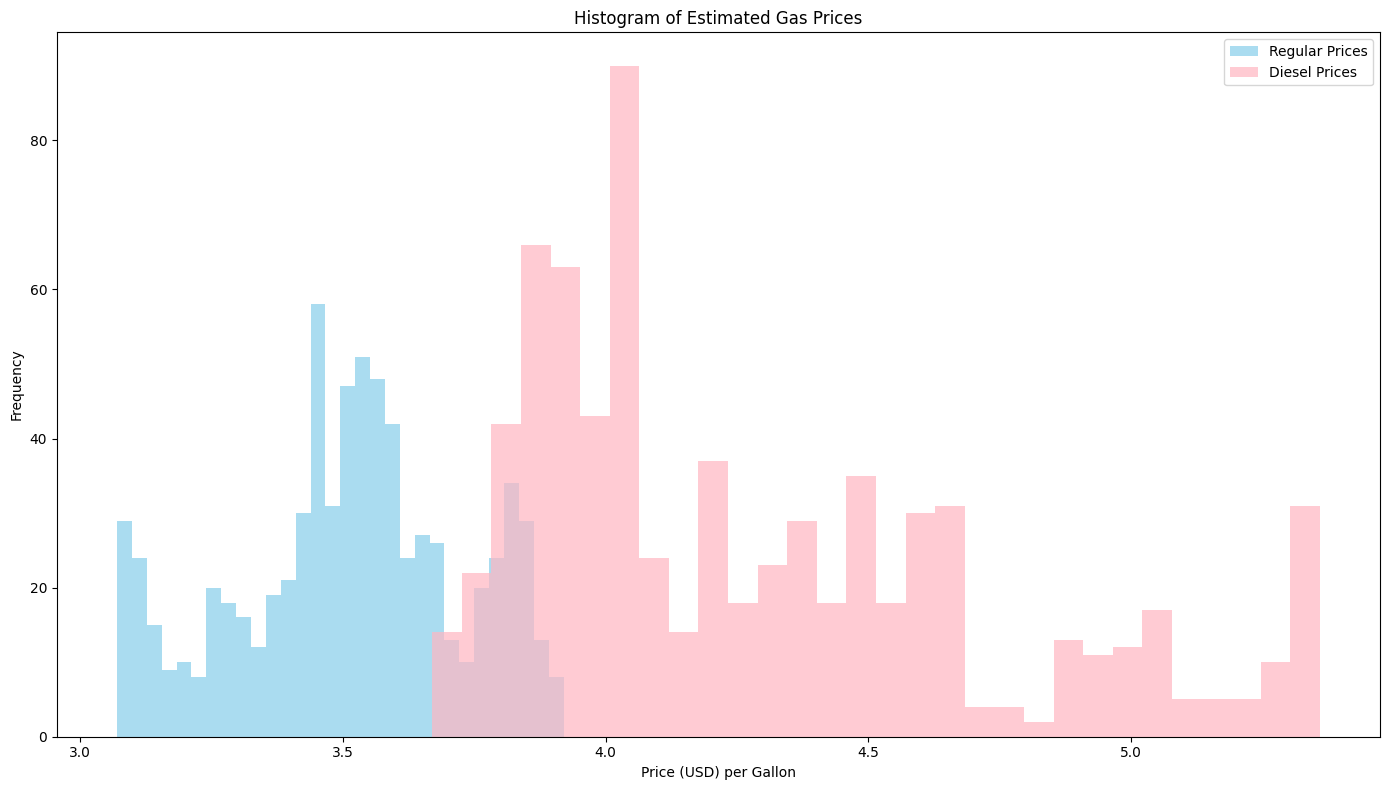 Histogram of Estimated Gas Prices
Regular Prices
Diesel Prices
Frequency
80
60
40
20
0
3.0 3.5 4.0 4.5 5.0
Price (USD) per Gallon